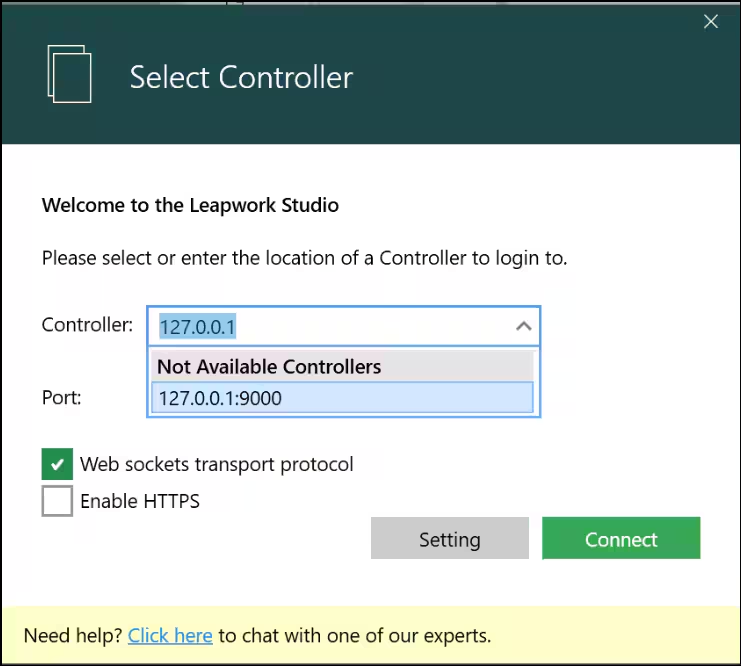 Select Controller
Welcome to the Leapwork Studio
Please select or enter the location of a Controller to login to.
Controller: 127.0.0.1
Not Available Controllers
Port: 127.0.0.1:9000
Web sockets transport protocol
Enable HTTPS
Setting Connect
Need help? Click here to chat with one of our experts.